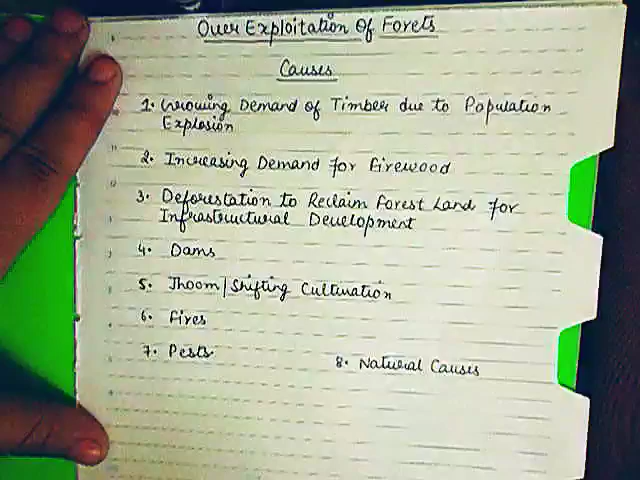 Over Exploitation Of Forets
Causes
1. Growing Demand of Timber due to Population
Explosion
2. Increasing Demand for Firewood
3. Deforestation to Reclaim Forest Land for
Infrastructural Development
4. Dams
5. Jhoom/Shifting Cultivation
6. Fires
7. Pests
8. Natural Causes